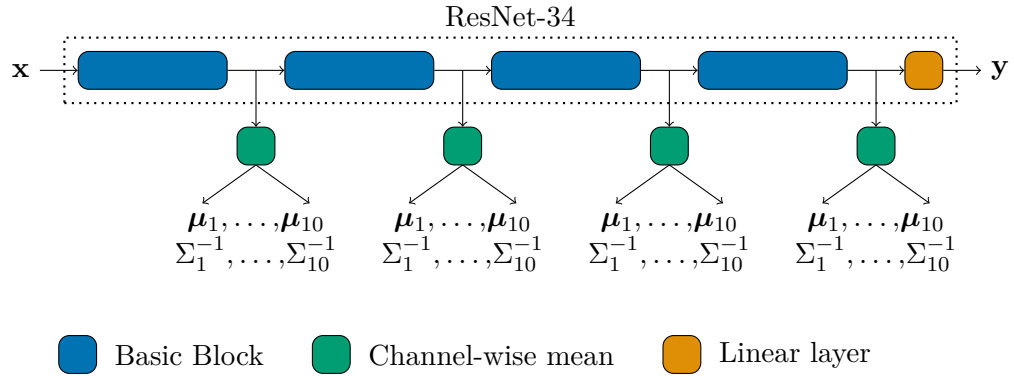 ResNet-34
x y
μ₁, . . . ,μ₁₀ μ₁, . . . ,μ₁₀ μ₁, . . . ,μ₁₀ μ₁, . . . ,μ₁₀
Σ₁⁻¹, . . . ,Σ₁₀⁻¹ Σ₁⁻¹, . . . ,Σ₁₀⁻¹ Σ₁⁻¹, . . . ,Σ₁₀⁻¹ Σ₁⁻¹, . . . ,Σ₁₀⁻¹
Basic Block Channel-wise mean Linear layer